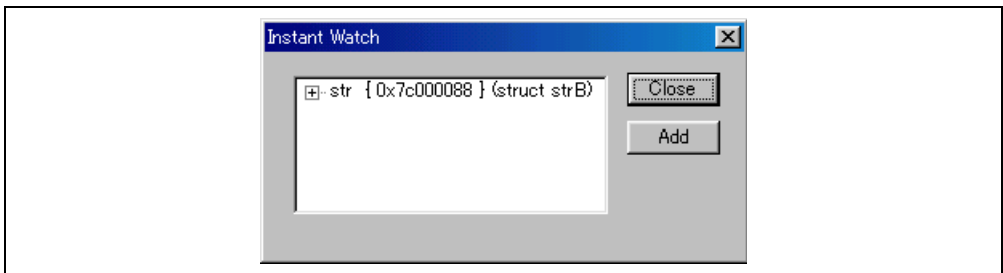 Instant Watch
str { 0x7c000088 } (struct strB)
Close
Add